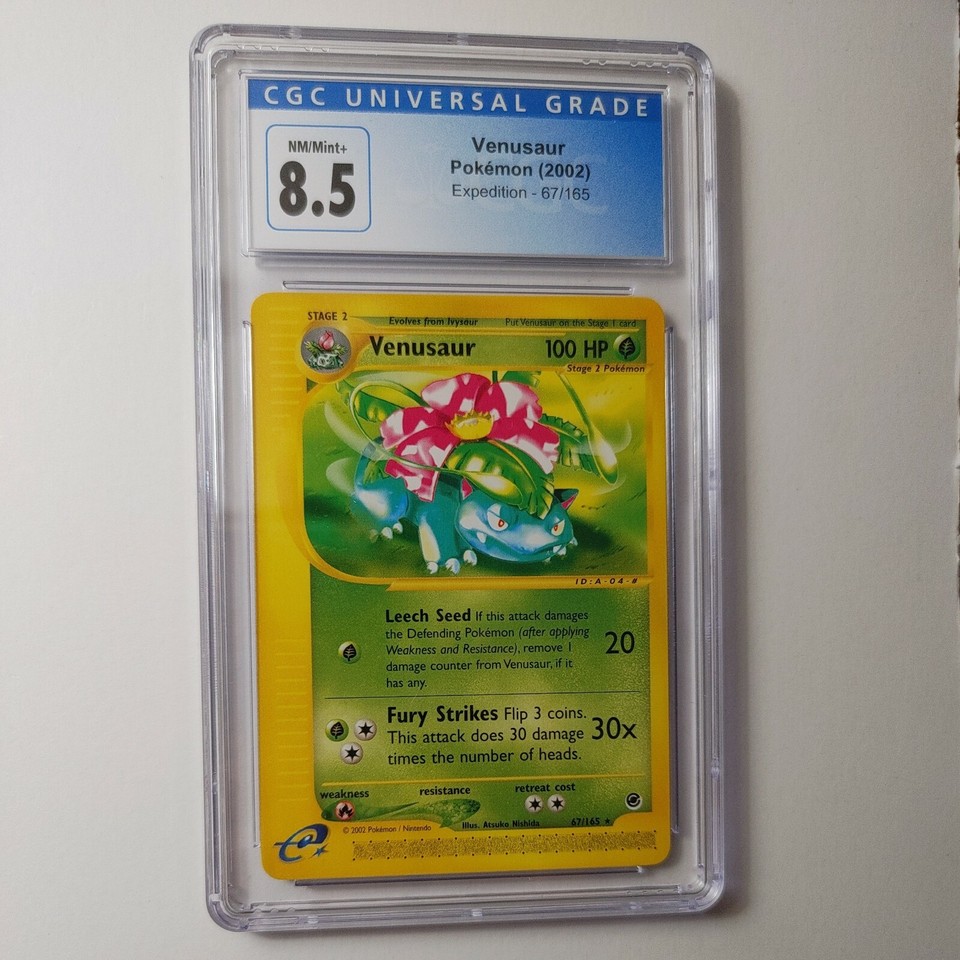 CGC UNIVERSAL GRADE
NM/Mint+
8.5
Venusaur
Pokémon (2002)
Expedition - 67/165
STAGE 2
Evolves from Ivysaur
Put Venusaur on the Stage 1 card
Venusaur
100 HP
Stage 2 Pokémon
ID:A-04-#
Leech Seed If this attack damages
the Defending Pokémon (after applying
Weakness and Resistance), remove 1
damage counter from Venusaur, if it
has any.
20
Fury Strikes Flip 3 coins.
This attack does 30 damage
times the number of heads.
30x
weakness
resistance
retreat cost
© 2002 Pokémon / Nintendo
Illus. Atsuko Nishida
67/165 ★
e